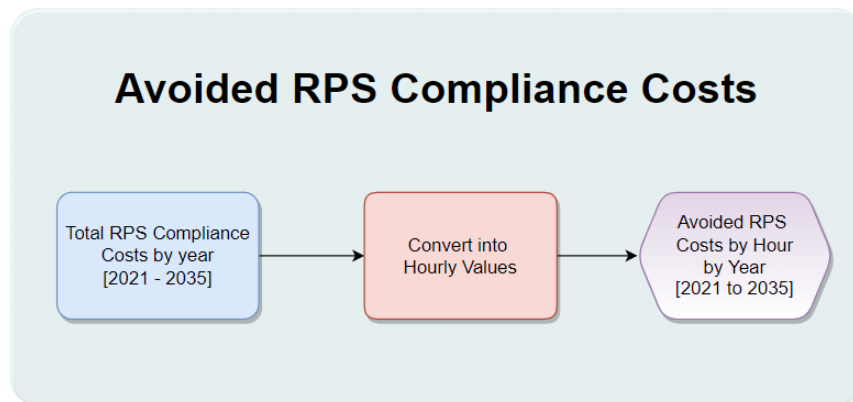 Avoided RPS Compliance Costs
Total RPS Compliance
Costs by year
[2021 - 2035]
Convert into
Hourly Values
Avoided RPS
Costs by Hour
by Year
[2021 to 2035]